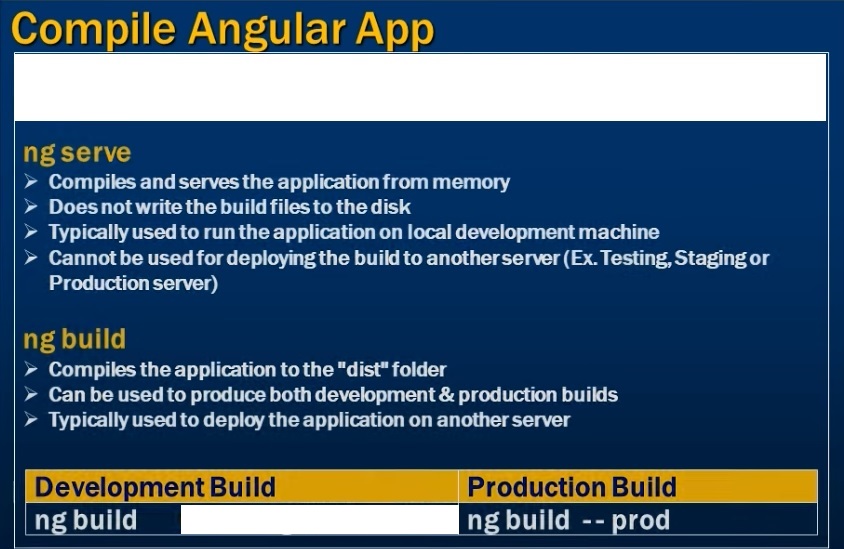 Compile Angular App
ng serve
➢ Compiles and serves the application from memory
➢ Does not write the build files to the disk
➢ Typically used to run the application on local development machine
➢ Cannot be used for deploying the build to another server (Ex. Testing, Staging or
Production server)
ng build
➢ Compiles the application to the "dist" folder
➢ Can be used to produce both development & production builds
➢ Typically used to deploy the application on another server
Development Build Production Build
ng build ng build -- prod